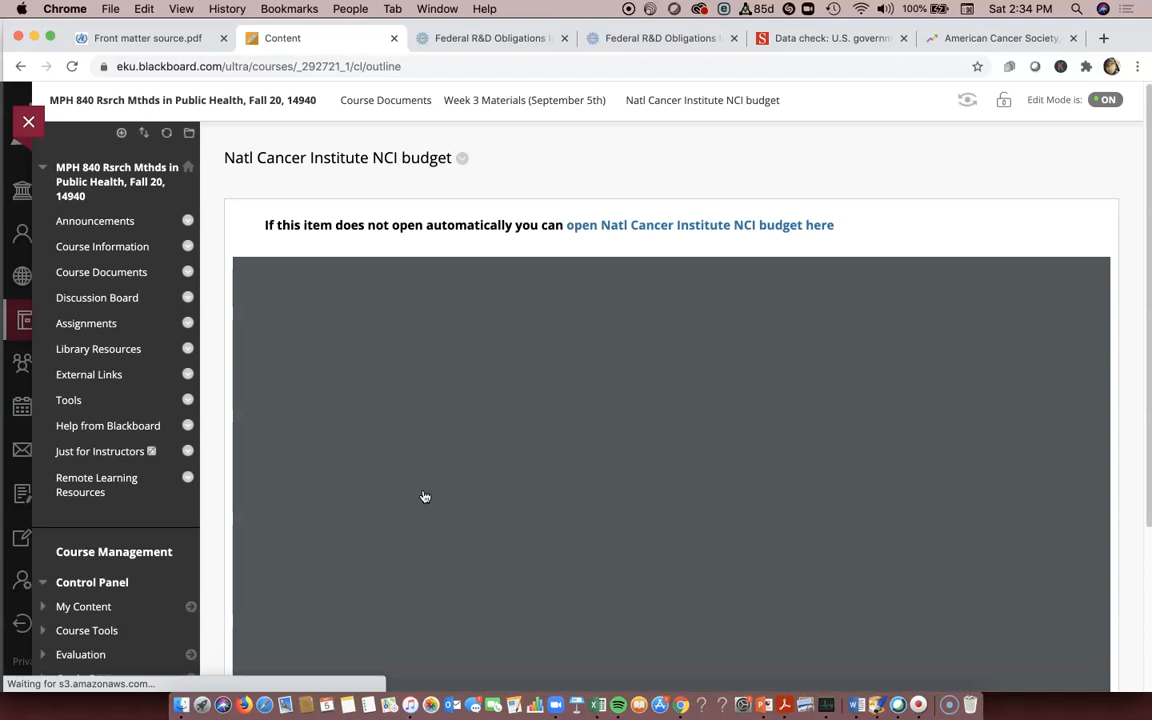 Chrome File Edit View History Bookmarks People Tab Window Help 85d 100% Sat 2:34 PM
Front matter source.pdf Content Federal R&D Obligations Federal R&D Obligations Data check: U.S. governm American Cancer Society,
eku.blackboard.com/ultra/courses/_292721_1/cl/outline
MPH 840 Rsrch Mthds in Public Health, Fall 20, 14940 Course Documents Week 3 Materials (September 5th) Natl Cancer Institute NCI budget Edit Mode is: ON
Natl Cancer Institute NCI budget
If this item does not open automatically you can open Natl Cancer Institute NCI budget here
MPH 840 Rsrch Mthds in
Public Health, Fall 20,
14940
Announcements
Course Information
Course Documents
Discussion Board
Assignments
Library Resources
External Links
Tools
Help from Blackboard
Just for Instructors
Remote Learning
Resources
Course Management
Control Panel
My Content
Course Tools
Evaluation
Waiting for s3.amazonaws.com...